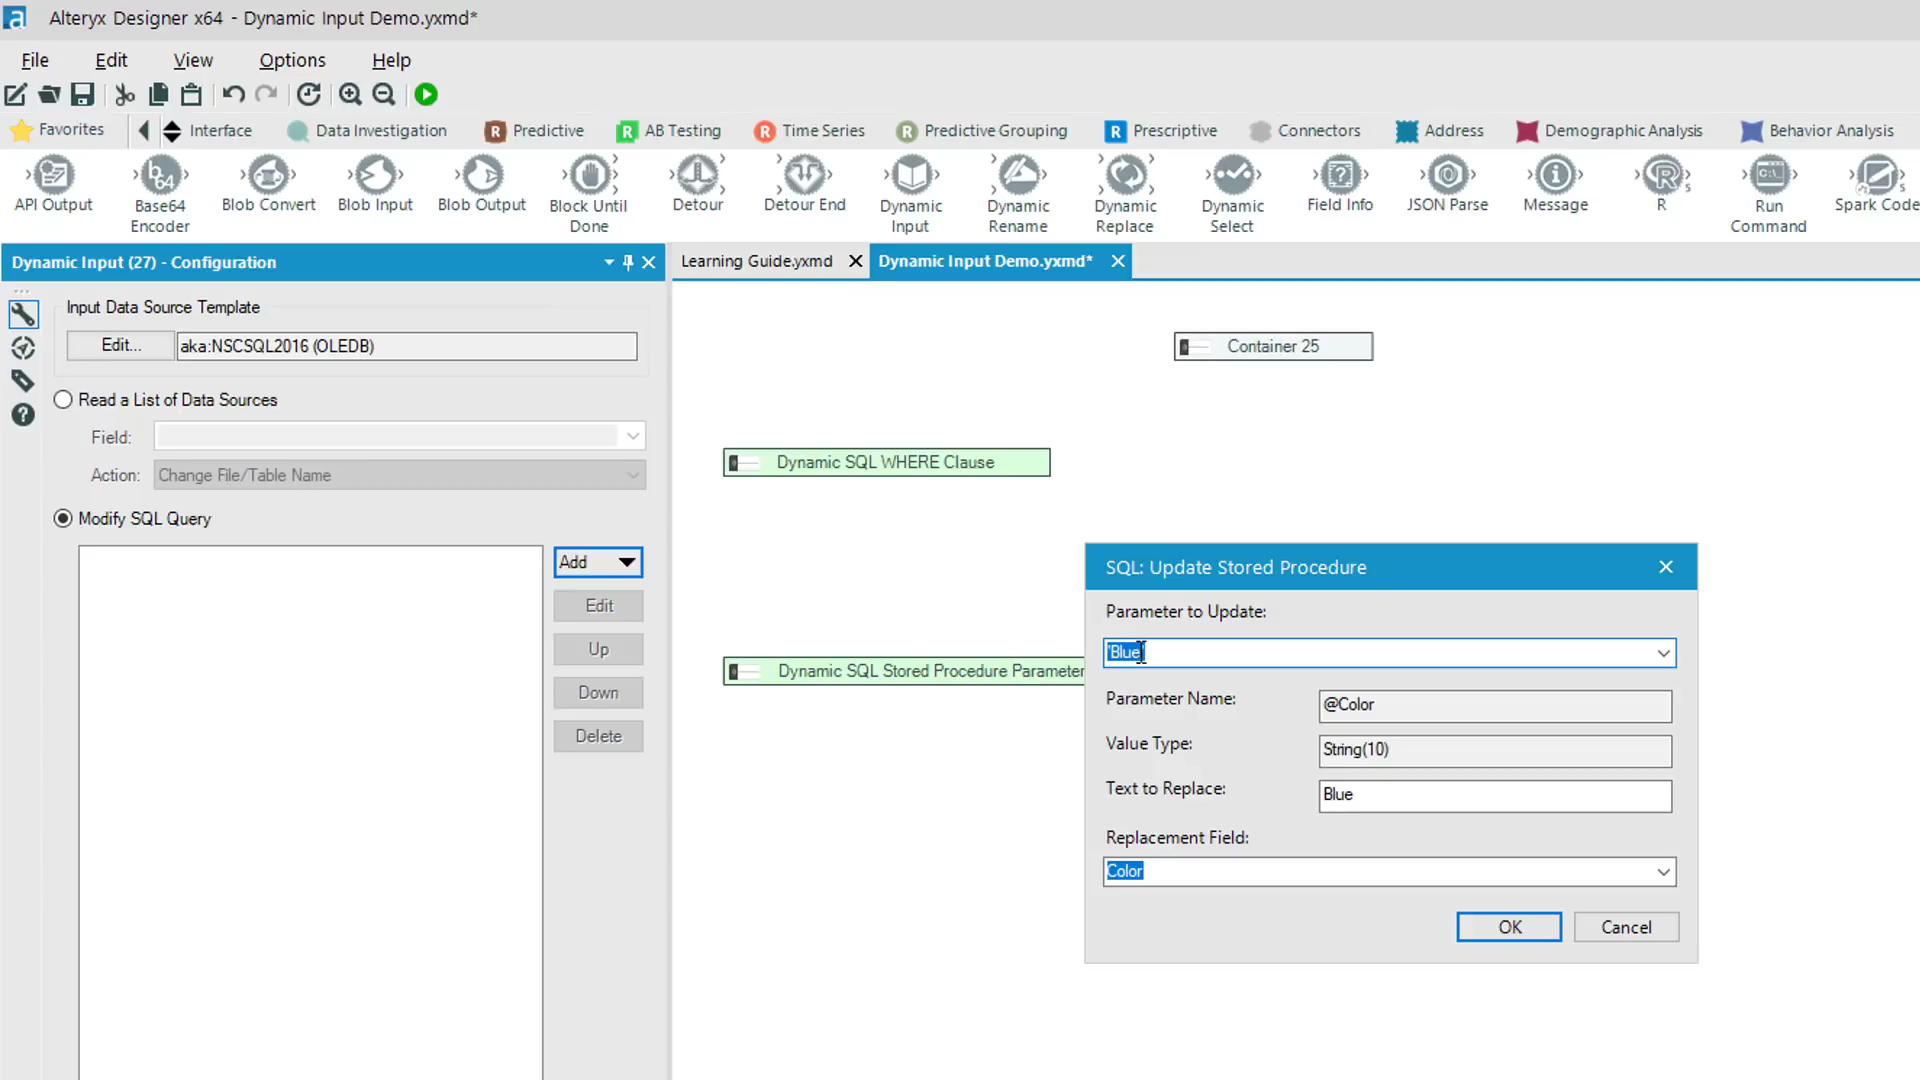 a Alteryx Designer x64 - Dynamic Input Demo.yxmd*
File Edit View Options Help
Favorites Interface Data Investigation R Predictive R AB Testing R Time Series R Predictive Grouping R Prescriptive Connectors Address Demographic Analysis Behavior Analysis
API Output
b64 Base64 Encoder
Blob Convert
Blob Input
Blob Output
Block Until Done
Detour
Detour End
Dynamic Input
Dynamic Rename
Dynamic Replace
Dynamic Select
Field Info
JSON Parse
Message
R
C:\ Run Command
Spark Code
Dynamic Input (27) - Configuration
Learning Guide.yxmd
Dynamic Input Demo.yxmd*
Input Data Source Template
Edit... aka:NSCSQL2016 (OLEDB)
Read a List of Data Sources
Field:
Action: Change File/Table Name
Modify SQL Query
Add
Edit
Up
Down
Delete
Container 25
Dynamic SQL WHERE Clause
Dynamic SQL Stored Procedure Parameter
SQL: Update Stored Procedure
Parameter to Update:
'Blue'
Parameter Name: @Color
Value Type: String(10)
Text to Replace: Blue
Replacement Field:
Color
OK Cancel